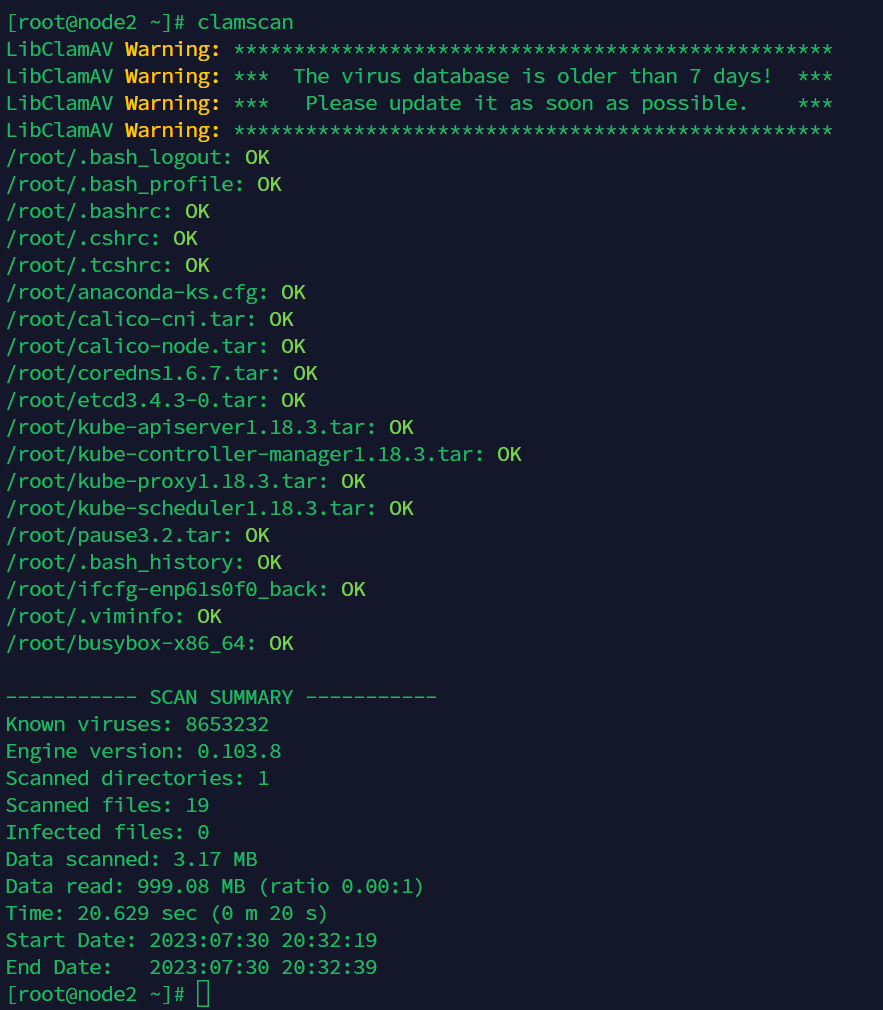 [root@node2 ~]# clamscan
LibClamAV Warning: **************************************************
LibClamAV Warning: ***  The virus database is older than 7 days!  ***
LibClamAV Warning: ***   Please update it as soon as possible.    ***
LibClamAV Warning: **************************************************
/root/.bash_logout: OK
/root/.bash_profile: OK
/root/.bashrc: OK
/root/.cshrc: OK
/root/.tcshrc: OK
/root/anaconda-ks.cfg: OK
/root/calico-cni.tar: OK
/root/calico-node.tar: OK
/root/coredns1.6.7.tar: OK
/root/etcd3.4.3-0.tar: OK
/root/kube-apiserver1.18.3.tar: OK
/root/kube-controller-manager1.18.3.tar: OK
/root/kube-proxy1.18.3.tar: OK
/root/kube-scheduler1.18.3.tar: OK
/root/pause3.2.tar: OK
/root/.bash_history: OK
/root/ifcfg-enp61s0f0_back: OK
/root/.viminfo: OK
/root/busybox-x86_64: OK

----------- SCAN SUMMARY -----------
Known viruses: 8653232
Engine version: 0.103.8
Scanned directories: 1
Scanned files: 19
Infected files: 0
Data scanned: 3.17 MB
Data read: 999.08 MB (ratio 0.00:1)
Time: 20.629 sec (0 m 20 s)
Start Date: 2023:07:30 20:32:19
End Date:   2023:07:30 20:32:39
[root@node2 ~]#